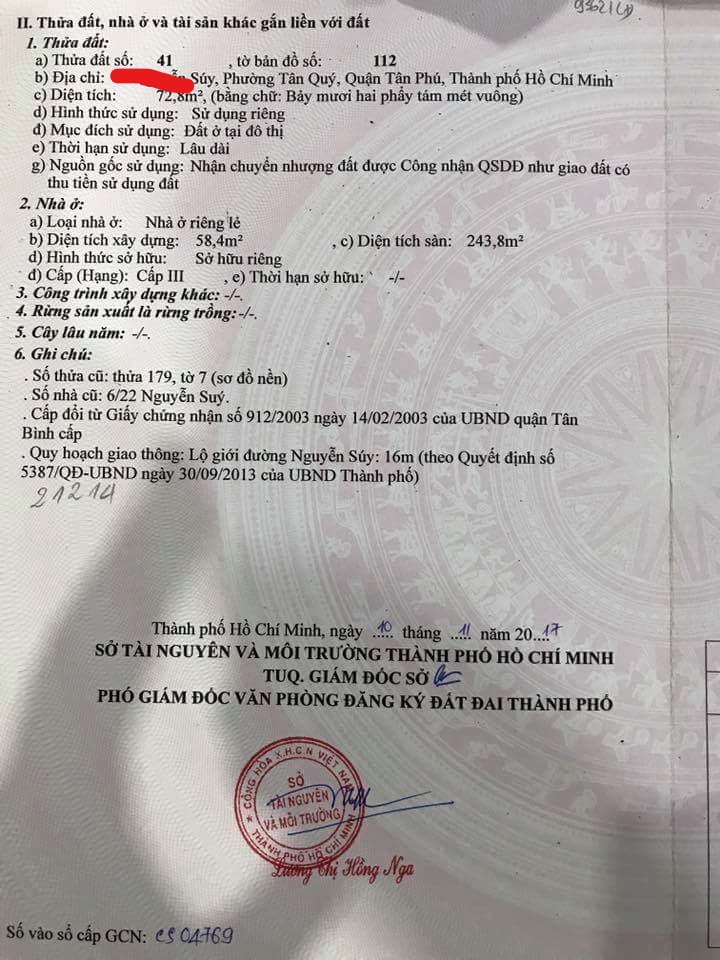 93621(A)
II. Thửa đất, nhà ở và tài sản khác gắn liền với đất
1. Thửa đất:
a) Thửa đất số: 41 , tờ bản đồ số: 112
b) Địa chỉ: Súy, Phường Tân Quý, Quận Tân Phú, Thành phố Hồ Chí Minh
c) Diện tích: 72,8m², (bằng chữ: Bảy mươi hai phẩy tám mét vuông)
d) Hình thức sử dụng: Sử dụng riêng
đ) Mục đích sử dụng: Đất ở tại đô thị
e) Thời hạn sử dụng: Lâu dài
g) Nguồn gốc sử dụng: Nhận chuyển nhượng đất được Công nhận QSDĐ như giao đất có
thu tiền sử dụng đất
2. Nhà ở:
a) Loại nhà ở: Nhà ở riêng lẻ
b) Diện tích xây dựng: 58,4m² , c) Diện tích sàn: 243,8m²
d) Hình thức sở hữu: Sở hữu riêng
đ) Cấp (Hạng): Cấp III , e) Thời hạn sở hữu: -/-
3. Công trình xây dựng khác: -/-.
4. Rừng sản xuất là rừng trồng: -/-.
5. Cây lâu năm: -/-.
6. Ghi chú:
. Số thửa cũ: thửa 179, tờ 7 (sơ đồ nền)
. Số nhà cũ: 6/22 Nguyễn Suý.
. Cấp đổi từ Giấy chứng nhận số 912/2003 ngày 14/02/2003 của UBND quận Tân
Bình cấp
. Quy hoạch giao thông: Lộ giới đường Nguyễn Súy: 16m (theo Quyết định số
5387/QĐ-UBND ngày 30/09/2013 của UBND Thành phố)
21214
Thành phố Hồ Chí Minh, ngày 10 tháng 11 năm 2017
SỞ TÀI NGUYÊN VÀ MÔI TRƯỜNG THÀNH PHỐ HỒ CHÍ MINH
TUQ. GIÁM ĐỐC SỞ
PHÓ GIÁM ĐỐC VĂN PHÒNG ĐĂNG KÝ ĐẤT ĐAI THÀNH PHỐ
CỘNG HÒA X.H.C.N VIỆT NAM
SỞ
TÀI NGUYÊN
VÀ MÔI TRƯỜNG
THÀNH PHỐ HỒ CHÍ MINH
Lương Thị Hồng Nga
Số vào sổ cấp GCN: CS 04769